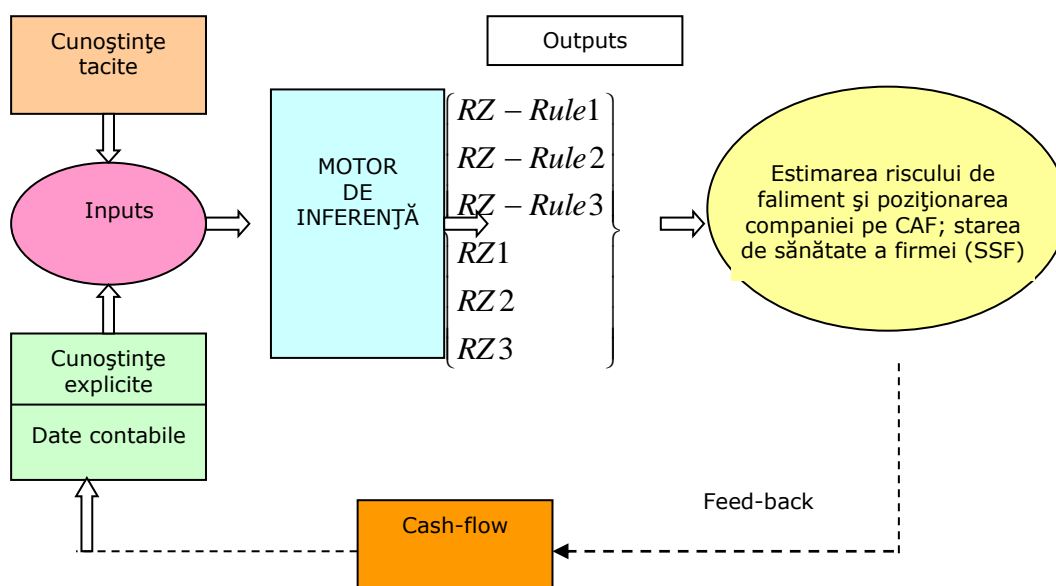 Cunoştinţe
tacite
Outputs
Inputs
MOTOR
DE
INFERENŢĂ
RZ – Rule1
RZ – Rule2
RZ – Rule3
RZ1
RZ2
RZ3
Estimarea riscului de
faliment şi poziţionarea
companiei pe CAF; starea
de sănătate a firmei (SSF)
Cunoştinţe
explicite
Date contabile
Feed-back
Cash-flow